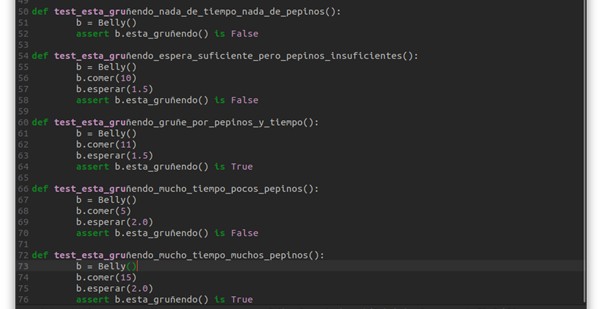 50 def test_esta_gruñendo_nada_de_tiempo_nada_de_pepinos():
51 b = Belly()
52 assert b.esta_gruñendo() is False
53
54 def test_esta_gruñendo_espera_suficiente_pero_pepinos_insuficientes():
55 b = Belly()
56 b.comer(10)
57 b.esperar(1.5)
58 assert b.esta_gruñendo() is False
59
60 def test_esta_gruñendo_gruñe_por_pepinos_y_tiempo():
61 b = Belly()
62 b.comer(11)
63 b.esperar(1.5)
64 assert b.esta_gruñendo() is True
65
66 def test_esta_gruñendo_mucho_tiempo_pocos_pepinos():
67 b = Belly()
68 b.comer(5)
69 b.esperar(2.0)
70 assert b.esta_gruñendo() is False
71
72 def test_esta_gruñendo_mucho_tiempo_muchos_pepinos():
73 b = Belly()
74 b.comer(15)
75 b.esperar(2.0)
76 assert b.esta_gruñendo() is True